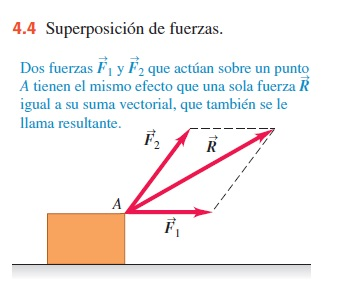 4.4 Superposición de fuerzas.
Dos fuerzas F⃗₁ y F⃗₂ que actúan sobre un punto
A tienen el mismo efecto que una sola fuerza R⃗
igual a su suma vectorial, que también se le
llama resultante.
F⃗₂
R⃗
A
F⃗₁